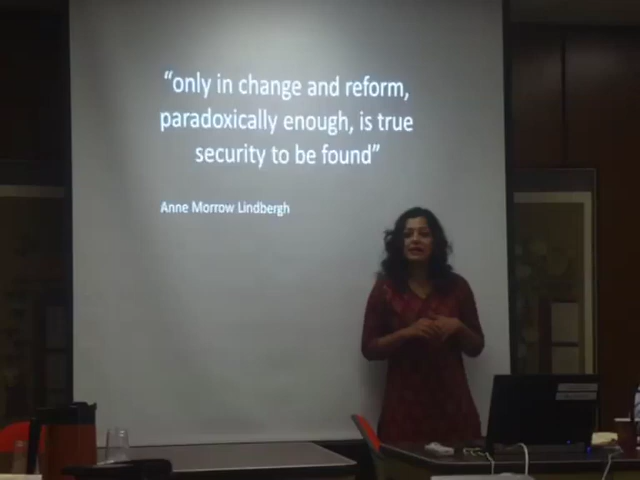 “only in change and reform,
paradoxically enough, is true
security to be found”
Anne Morrow Lindbergh